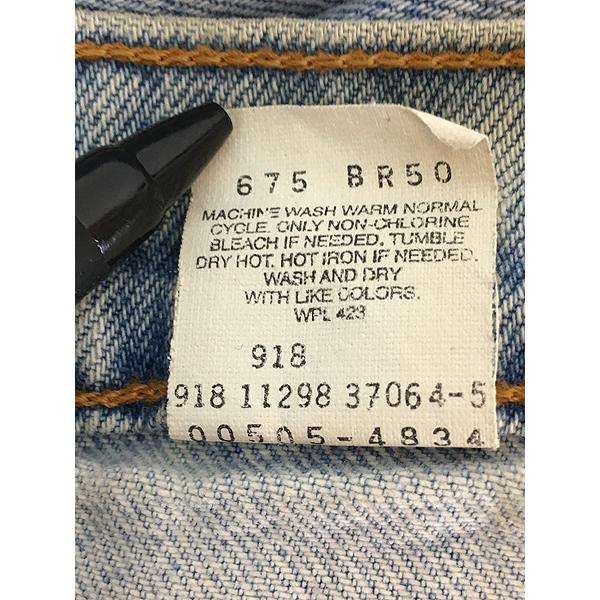 675 BR50
MACHINE WASH WARM NORMAL
CYCLE. ONLY NON-CHLORINE
BLEACH IF NEEDED. TUMBLE
DRY HOT. HOT IRON IF NEEDED.
WASH AND DRY
WITH LIKE COLORS.
WPL 423
918
918 11298 37064-5
00505-4834